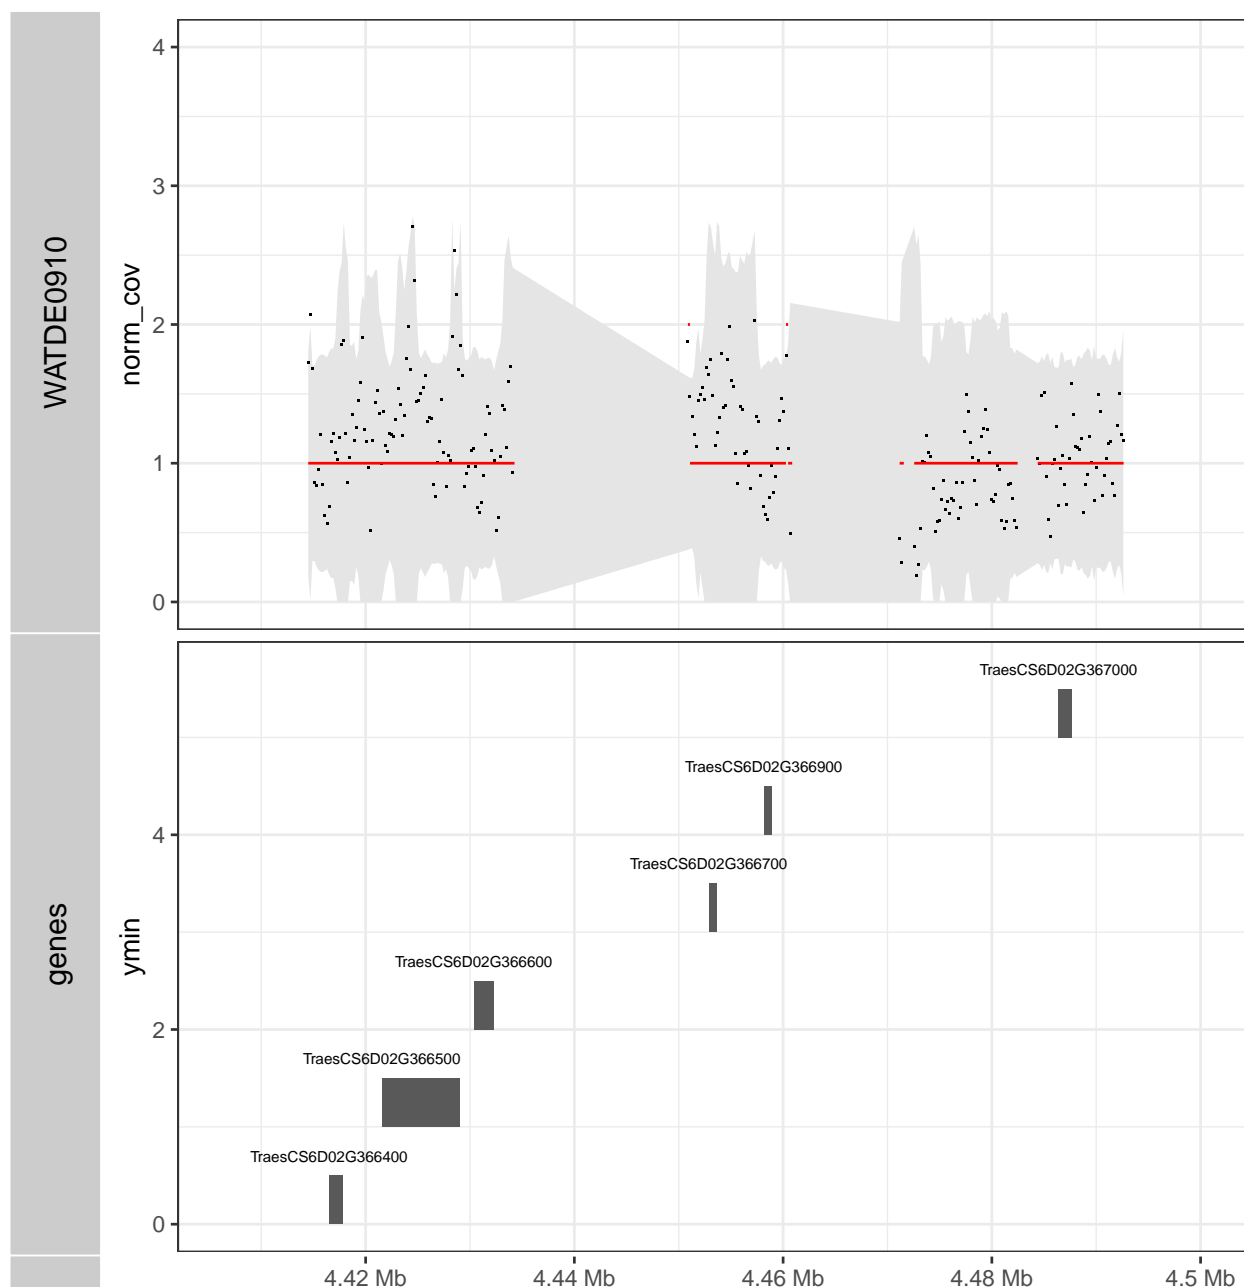 WATDE0910
norm_cov
4
3
2
1
0
genes
ymin
TraesCS6D02G367000
TraesCS6D02G366900
4
TraesCS6D02G366700
TraesCS6D02G366600
2
TraesCS6D02G366500
TraesCS6D02G366400
0
4.42 Mb 4.44 Mb 4.46 Mb 4.48 Mb 4.5 Mb